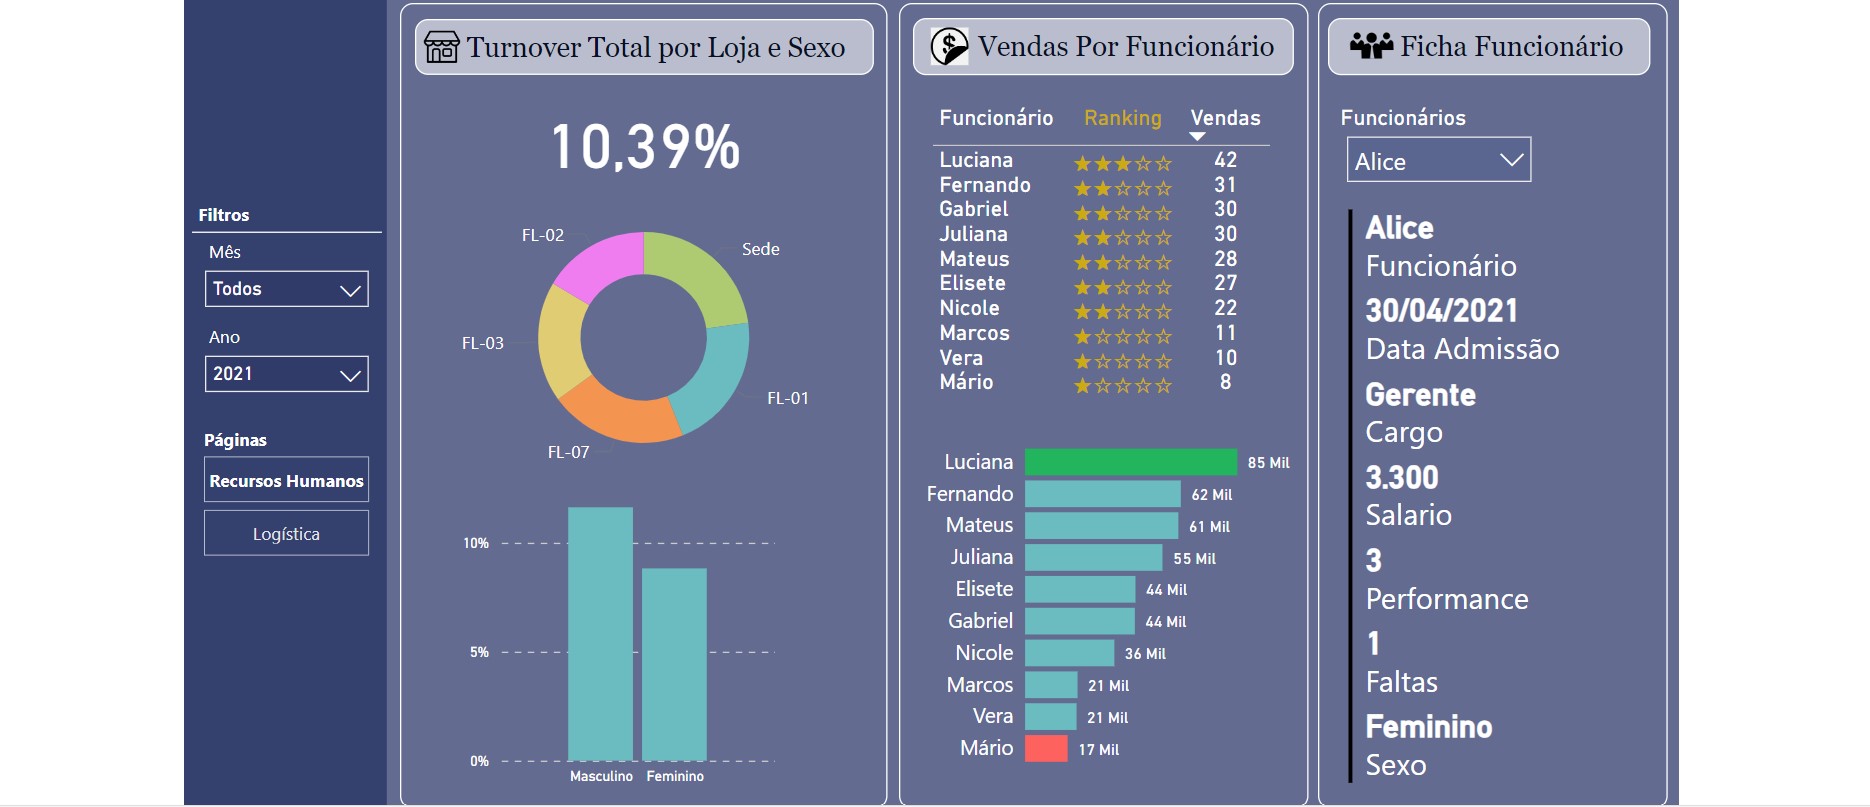 Filtros
Mês
Todos
Ano
2021
Páginas
Recursos Humanos
Logística
Turnover Total por Loja e Sexo
10,39%
FL-02
Sede
FL-03
FL-01
FL-07
10%
5%
0%
Masculino Feminino
$ Vendas Por Funcionário
Funcionário Ranking Vendas
Luciana ★★★☆☆ 42
Fernando ★★☆☆☆ 31
Gabriel ★★☆☆☆ 30
Juliana ★★☆☆☆ 30
Mateus ★★☆☆☆ 28
Elisete ★★☆☆☆ 27
Nicole ★★☆☆☆ 22
Marcos ★☆☆☆☆ 11
Vera ★☆☆☆☆ 10
Mário ★☆☆☆☆ 8
Luciana 85 Mil
Fernando 62 Mil
Mateus 61 Mil
Juliana 55 Mil
Elisete 44 Mil
Gabriel 44 Mil
Nicole 36 Mil
Marcos 21 Mil
Vera 21 Mil
Mário 17 Mil
Ficha Funcionário
Funcionários
Alice
Alice
Funcionário
30/04/2021
Data Admissão
Gerente
Cargo
3.300
Salario
3
Performance
1
Faltas
Feminino
Sexo